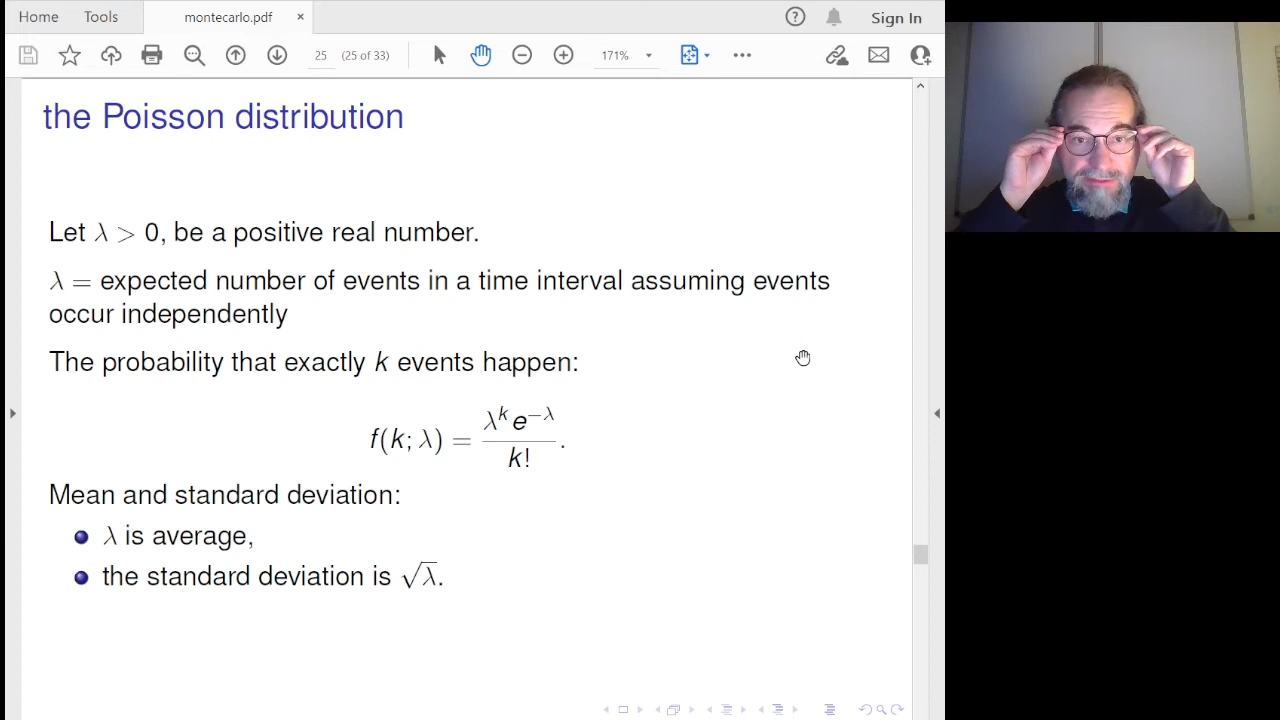 Home Tools montecarlo.pdf × ? Sign In
25 (25 of 33) 171%
the Poisson distribution
Let λ > 0, be a positive real number.
λ = expected number of events in a time interval assuming events
occur independently
The probability that exactly k events happen:
f(k; λ) = λ^k e^{−λ} / k! .
Mean and standard deviation:
λ is average,
the standard deviation is √λ.